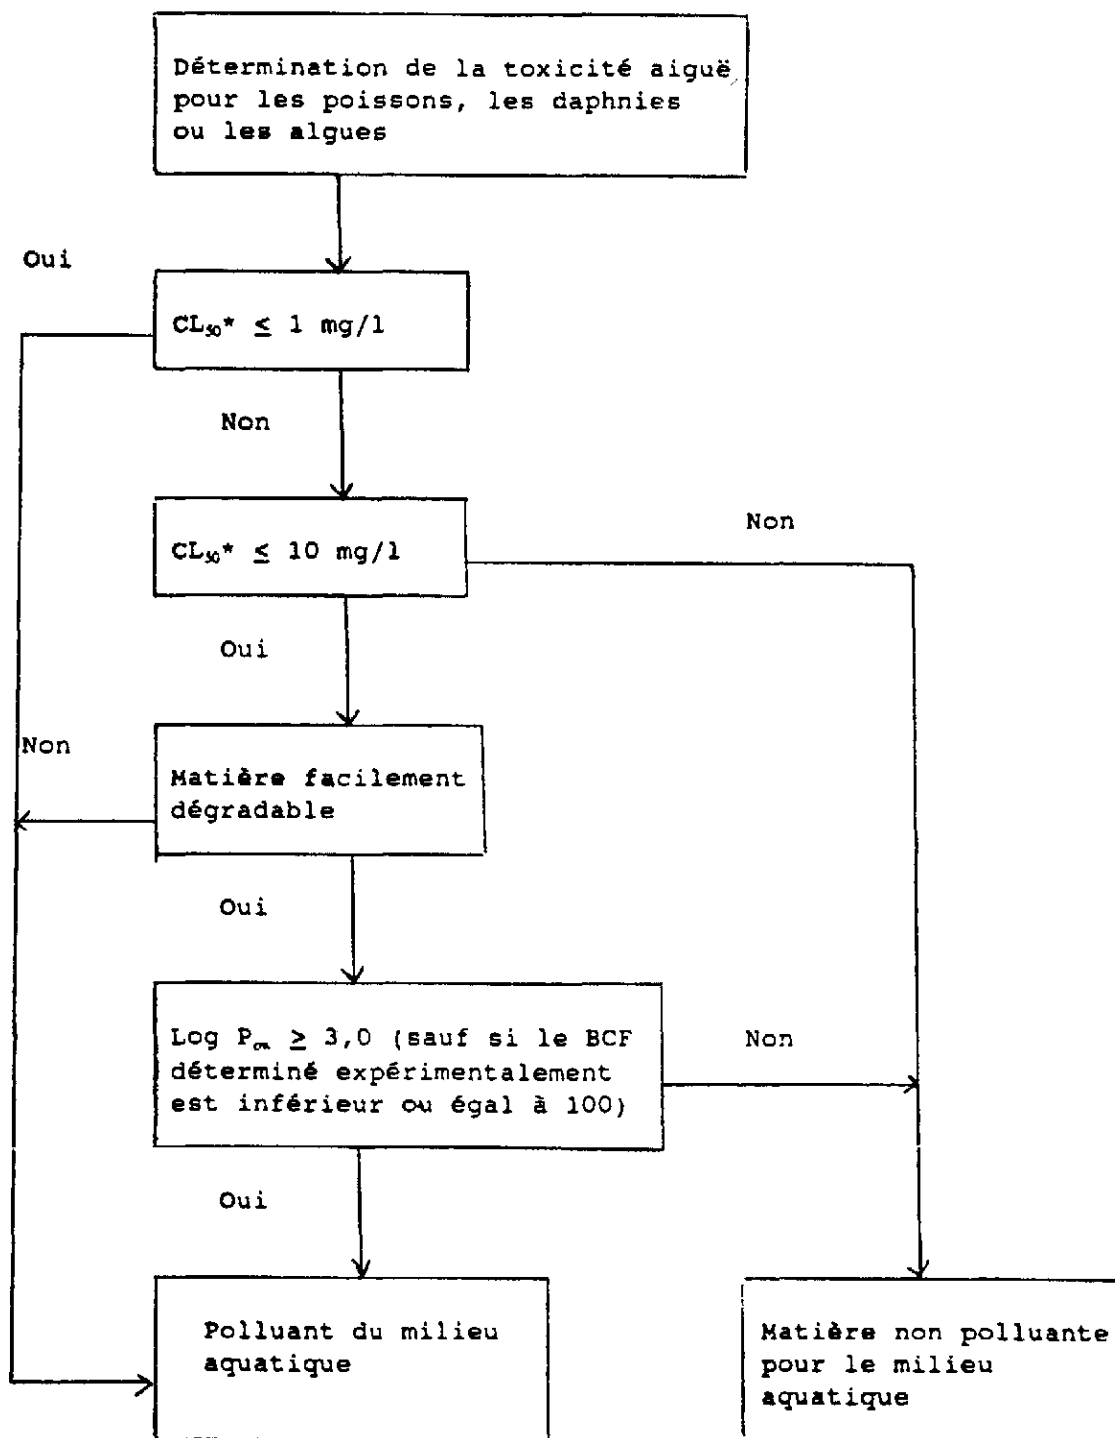 Détermination de la toxicité aiguë
pour les poissons, les daphnies
ou les algues
Oui
CL₅₀* ≤ 1 mg/l
Non
CL₅₀* ≤ 10 mg/l
Non
Oui
Non
Matière facilement
dégradable
Oui
Log Pₒw ≥ 3,0 (sauf si le BCF
déterminé expérimentalement
est inférieur ou égal à 100)
Non
Oui
Polluant du milieu
aquatique
Matière non polluante
pour le milieu
aquatique